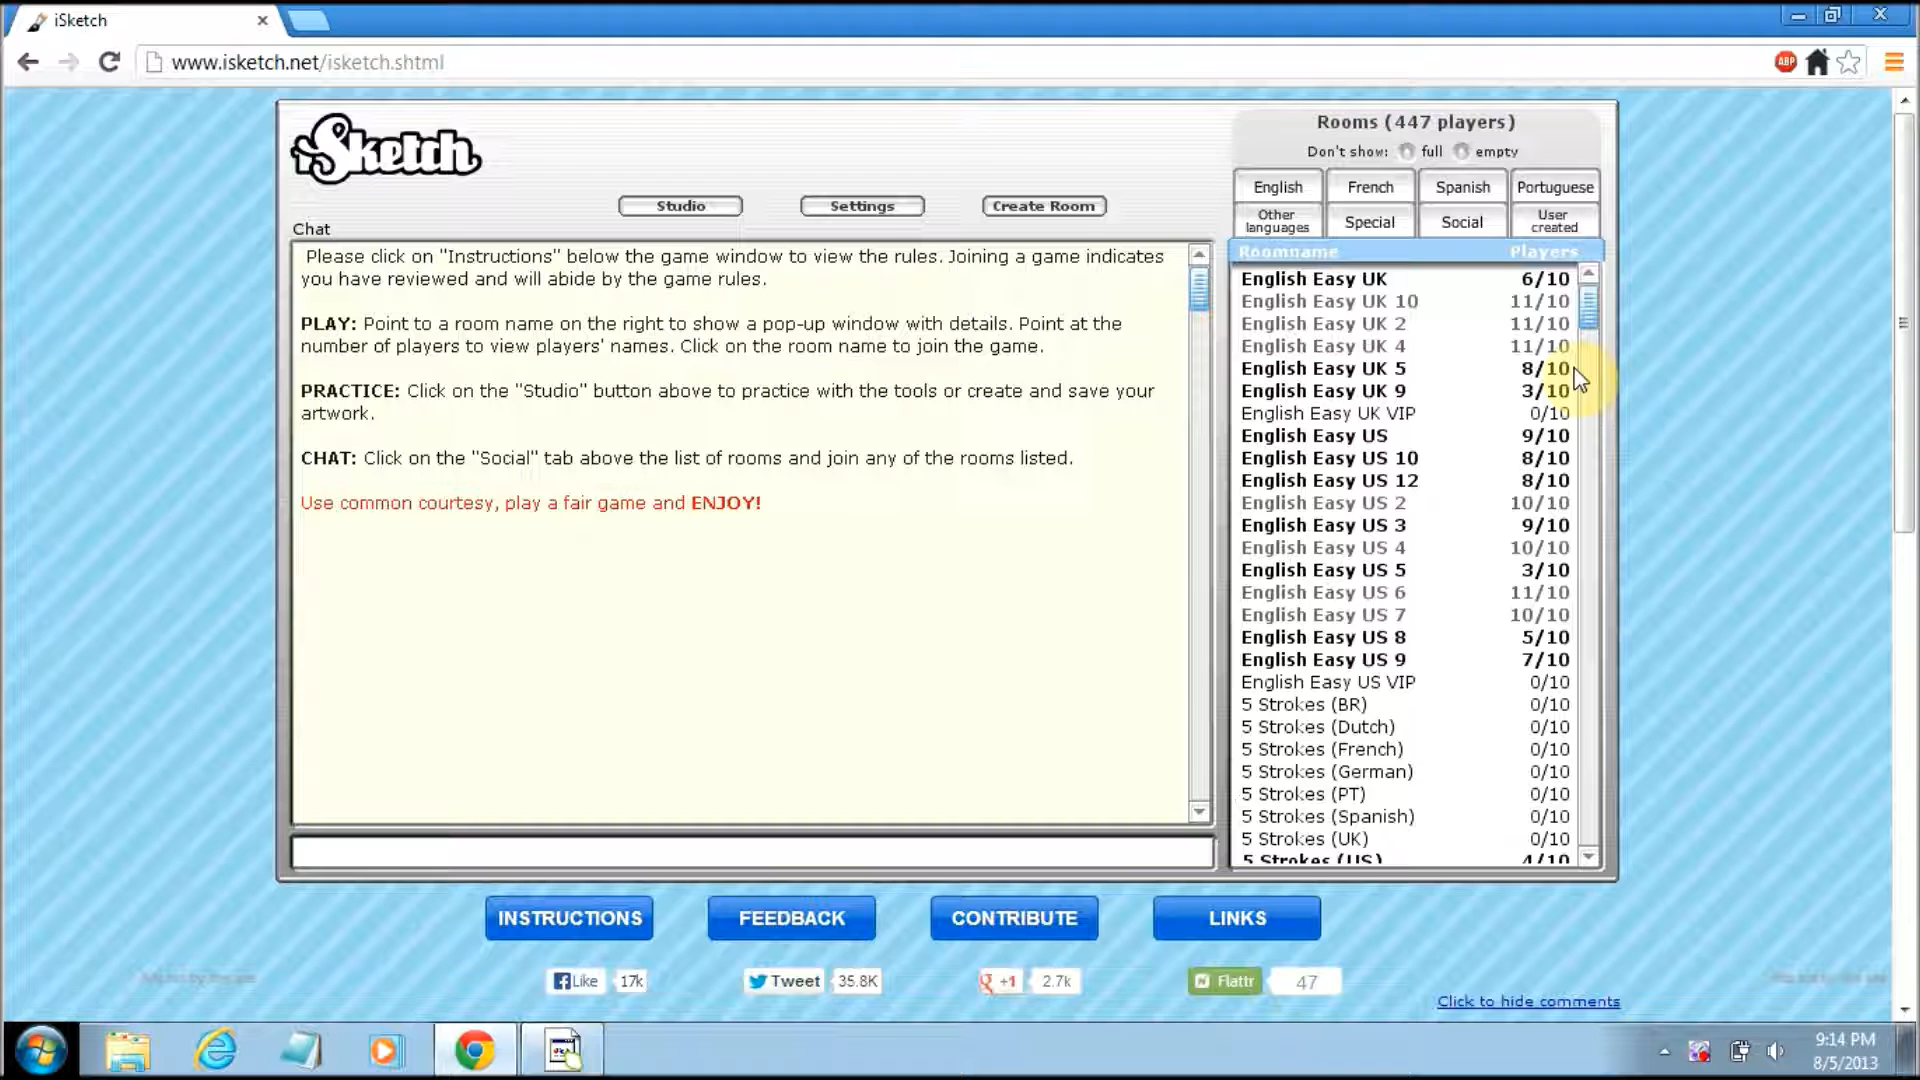 iSketch
www.isketch.net/isketch.shtml
ABP
iSketch
Studio
Settings
Create Room
Chat
Please click on "Instructions" below the game window to view the rules. Joining a game indicates
you have reviewed and will abide by the game rules.
PLAY: Point to a room name on the right to show a pop-up window with details. Point at the
number of players to view players' names. Click on the room name to join the game.
PRACTICE: Click on the "Studio" button above to practice with the tools or create and save your
artwork.
CHAT: Click on the "Social" tab above the list of rooms and join any of the rooms listed.
Use common courtesy, play a fair game and ENJOY!
Rooms (447 players)
Don't show: full empty
English French Spanish Portuguese
Other languages Special Social User created
Roomname Players
English Easy UK 6/10
English Easy UK 10 11/10
English Easy UK 2 11/10
English Easy UK 4 11/10
English Easy UK 5 8/10
English Easy UK 9 3/10
English Easy UK VIP 0/10
English Easy US 9/10
English Easy US 10 8/10
English Easy US 12 8/10
English Easy US 2 10/10
English Easy US 3 9/10
English Easy US 4 10/10
English Easy US 5 3/10
English Easy US 6 11/10
English Easy US 7 10/10
English Easy US 8 5/10
English Easy US 9 7/10
English Easy US VIP 0/10
5 Strokes (BR) 0/10
5 Strokes (Dutch) 0/10
5 Strokes (French) 0/10
5 Strokes (German) 0/10
5 Strokes (PT) 0/10
5 Strokes (Spanish) 0/10
5 Strokes (UK) 0/10
5 Strokes (US) 4/10
INSTRUCTIONS FEEDBACK CONTRIBUTE LINKS
Like 17k Tweet 35.8K +1 2.7k Flattr 47
Click to hide comments
9:14 PM
8/5/2013